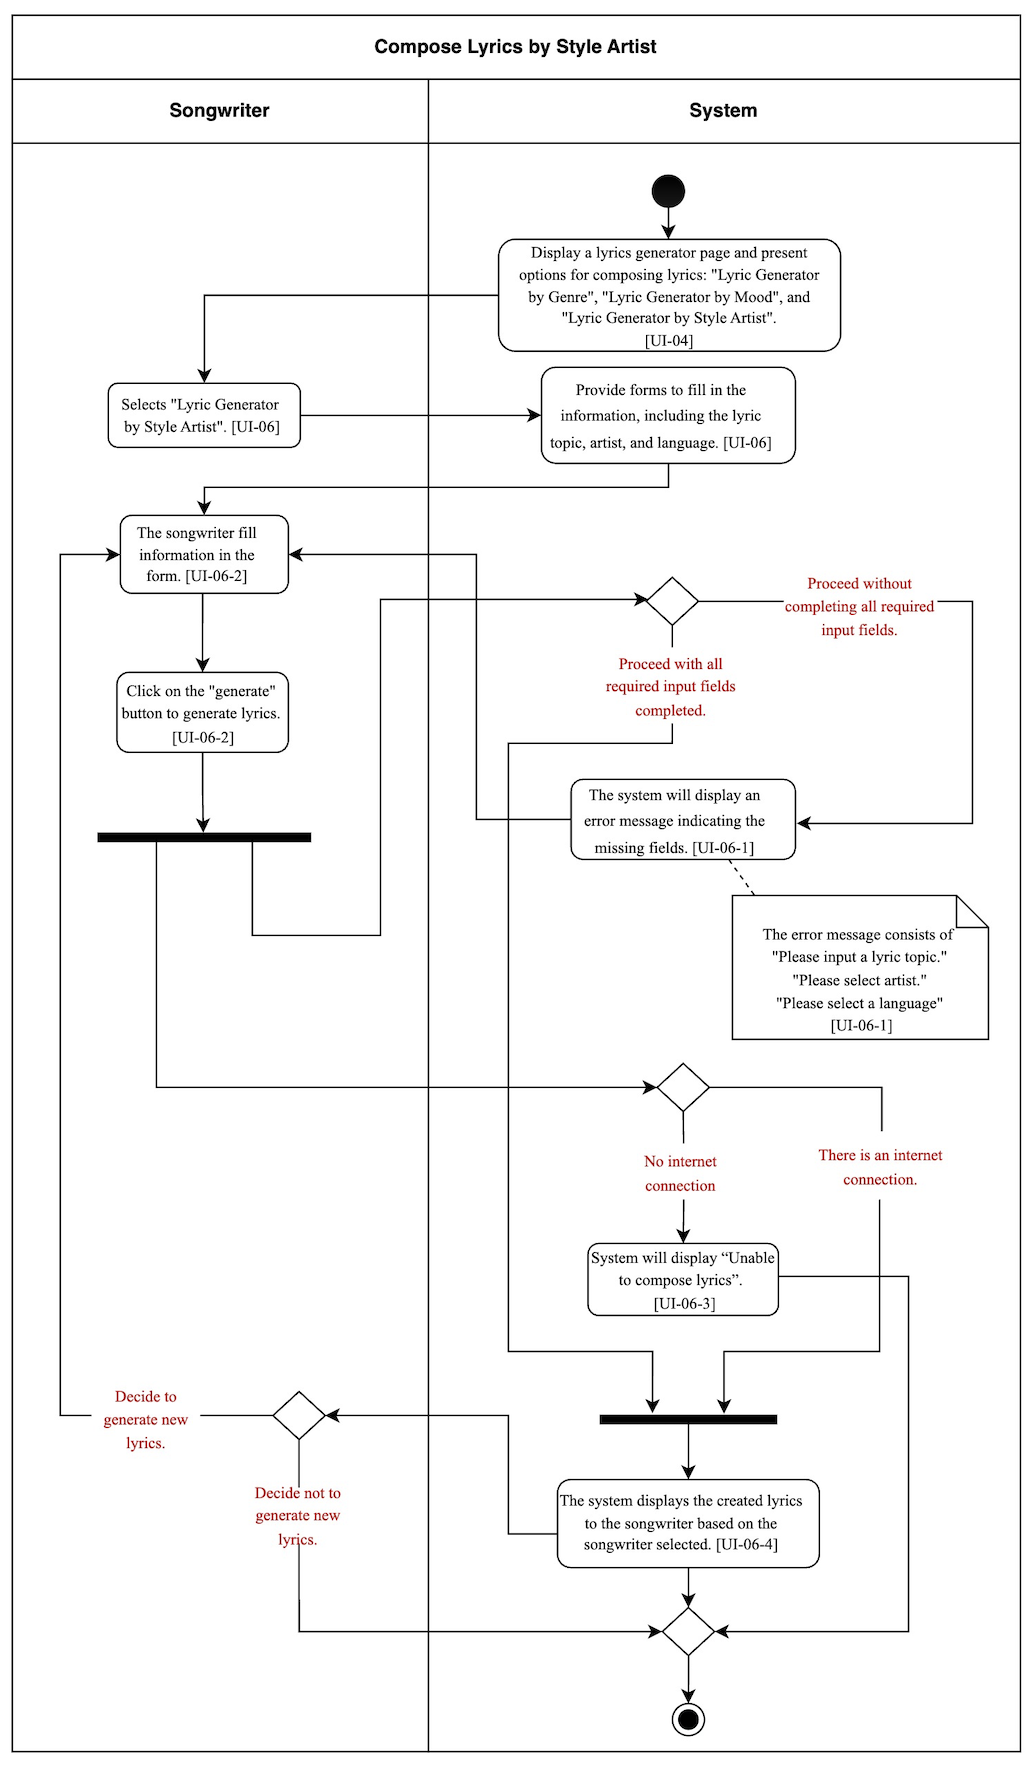 Compose Lyrics by Style Artist
Songwriter
System
Display a lyrics generator page and present
options for composing lyrics: "Lyric Generator
by Genre", "Lyric Generator by Mood", and
"Lyric Generator by Style Artist".
[UI-04]
Selects "Lyric Generator
by Style Artist". [UI-06]
Provide forms to fill in the
information, including the lyric
topic, artist, and language. [UI-06]
The songwriter fill
information in the
form. [UI-06-2]
Proceed without
completing all required
input fields.
Proceed with all
required input fields
completed.
Click on the "generate"
button to generate lyrics.
[UI-06-2]
The system will display an
error message indicating the
missing fields. [UI-06-1]
The error message consists of
"Please input a lyric topic."
"Please select artist."
"Please select a language"
[UI-06-1]
No internet
connection
There is an internet
connection.
System will display “Unable
to compose lyrics”.
[UI-06-3]
Decide to
generate new
lyrics.
Decide not to
generate new
lyrics.
The system displays the created lyrics
to the songwriter based on the
songwriter selected. [UI-06-4]